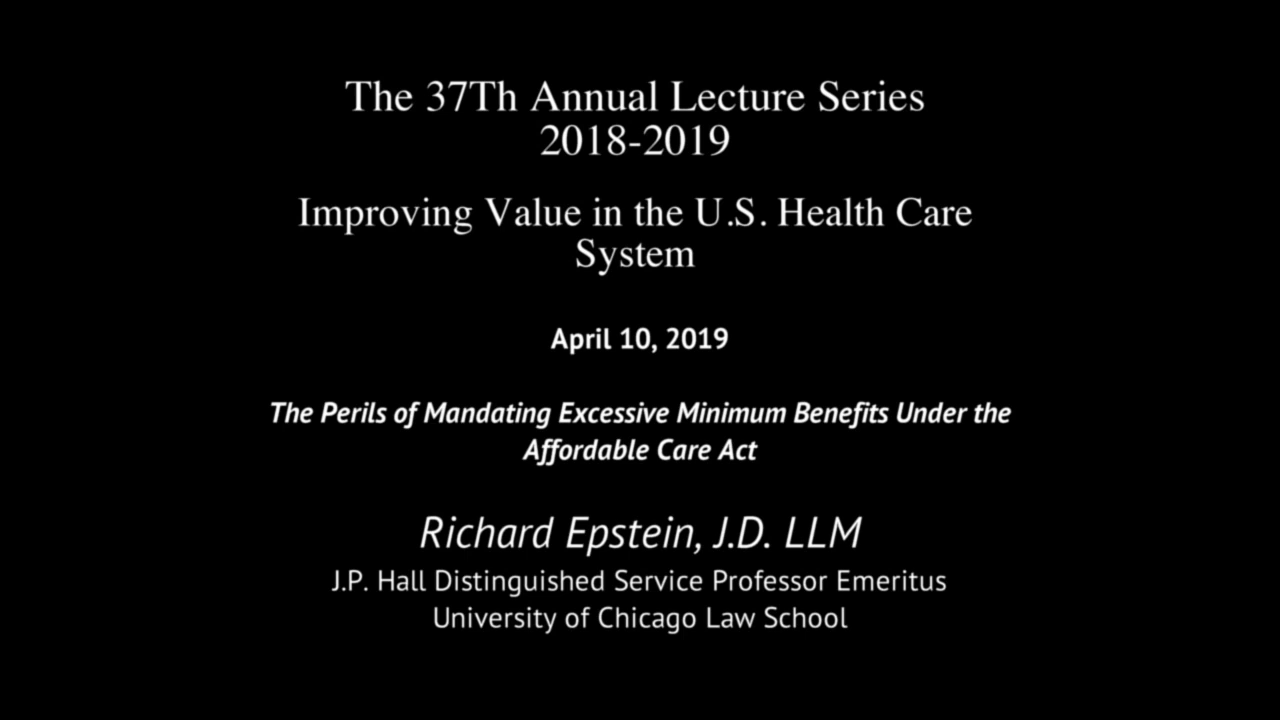 The 37Th Annual Lecture Series
2018-2019
Improving Value in the U.S. Health Care
System
April 10, 2019
The Perils of Mandating Excessive Minimum Benefits Under the
Affordable Care Act
Richard Epstein, J.D. LLM
J.P. Hall Distinguished Service Professor Emeritus
University of Chicago Law School